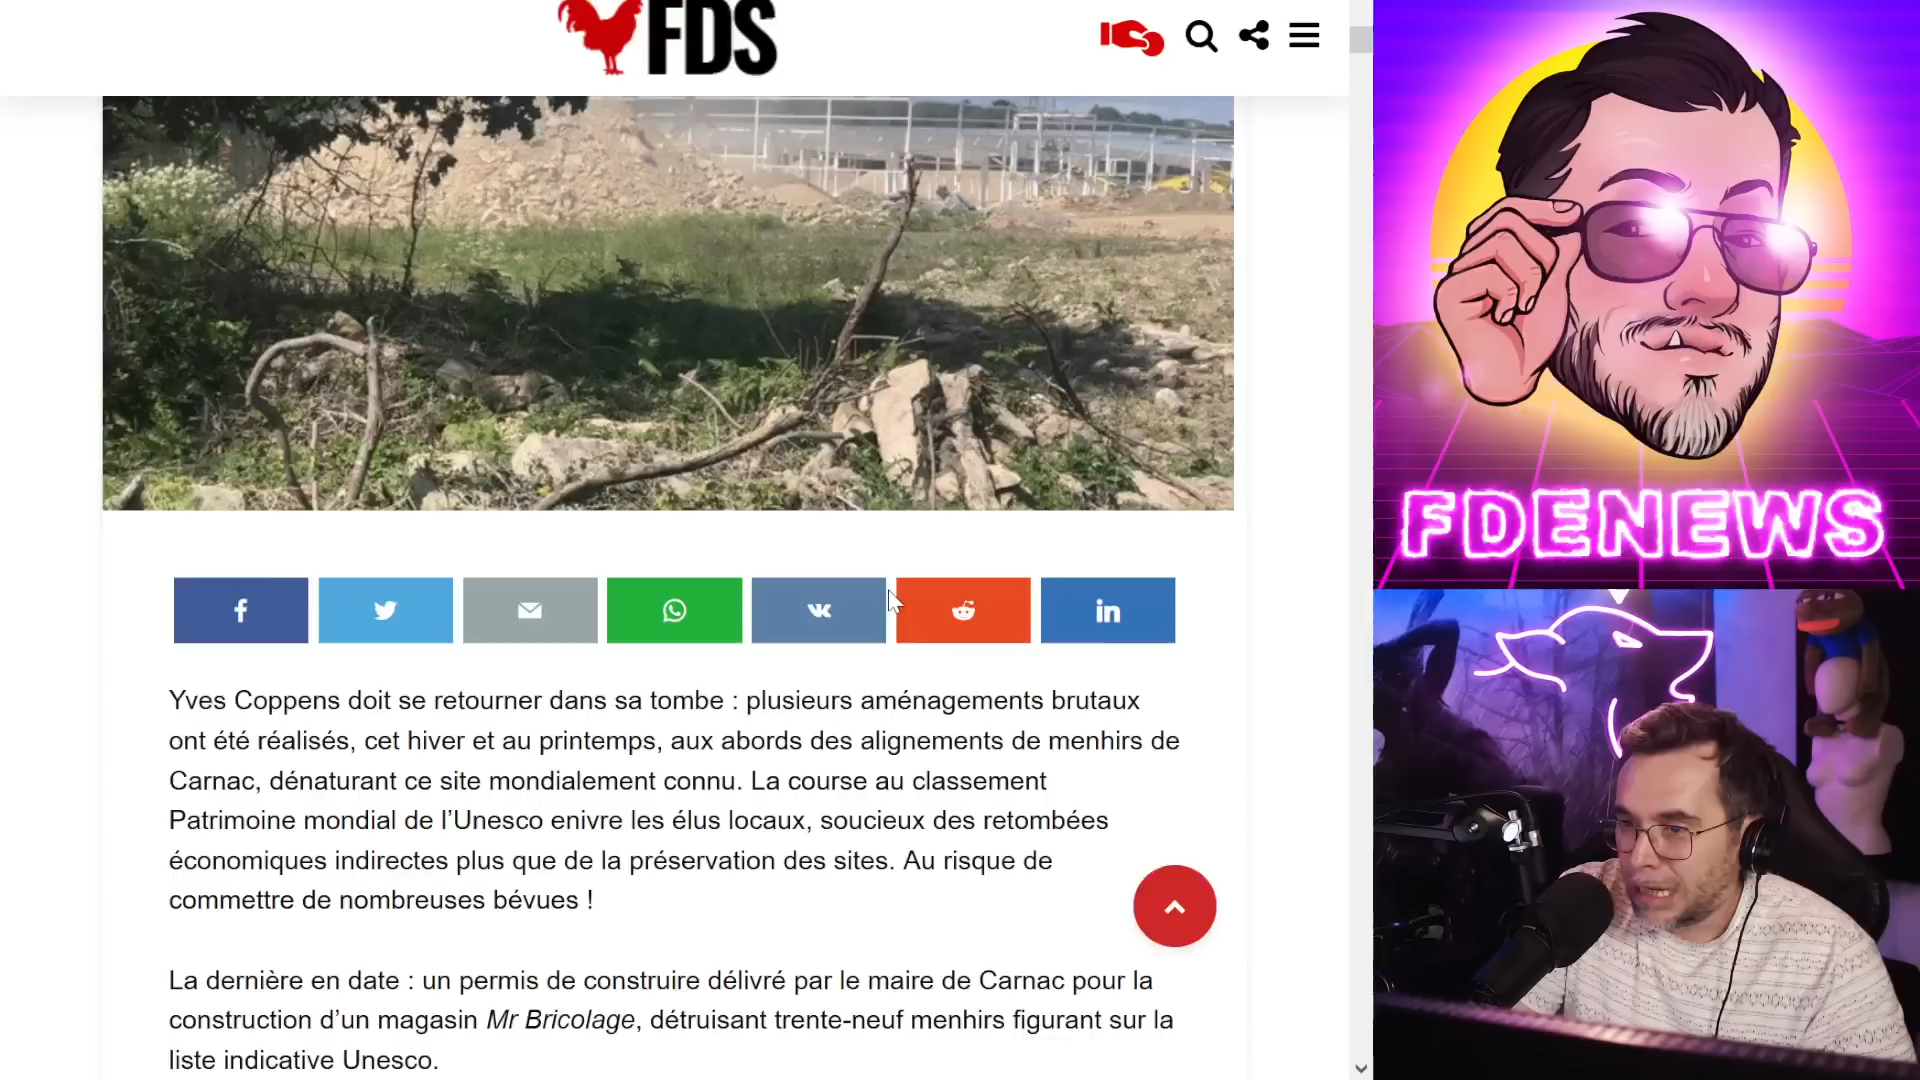 FDS
FDENEWS
Yves Coppens doit se retourner dans sa tombe : plusieurs aménagements brutaux
ont été réalisés, cet hiver et au printemps, aux abords des alignements de menhirs de
Carnac, dénaturant ce site mondialement connu. La course au classement
Patrimoine mondial de l’Unesco enivre les élus locaux, soucieux des retombées
économiques indirectes plus que de la préservation des sites. Au risque de
commettre de nombreuses bévues !
La dernière en date : un permis de construire délivré par le maire de Carnac pour la
construction d’un magasin Mr Bricolage, détruisant trente-neuf menhirs figurant sur la
liste indicative Unesco.